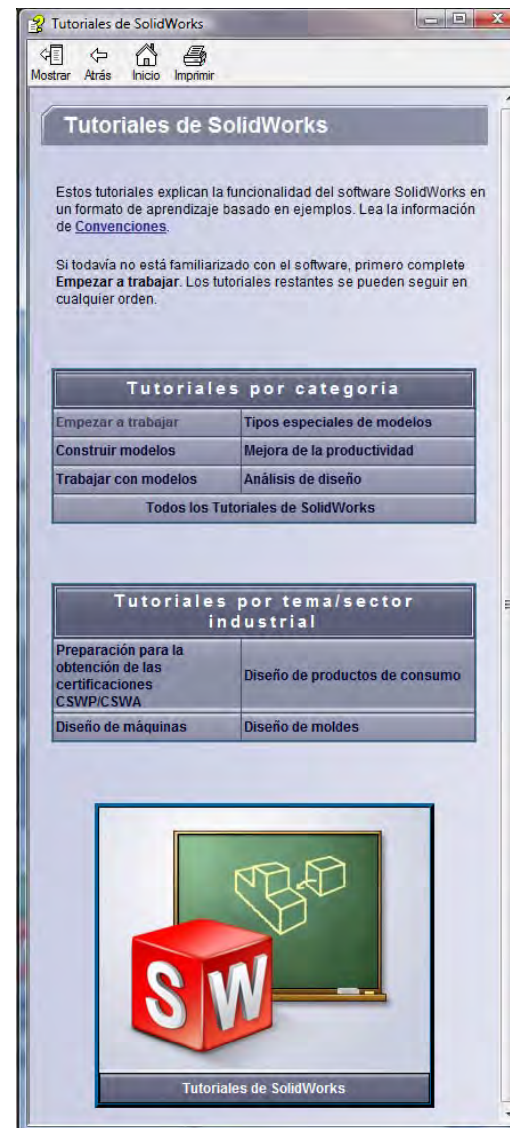 Tutoriales de SolidWorks
Mostrar Atrás Inicio Imprimir
Tutoriales de SolidWorks
Estos tutoriales explican la funcionalidad del software SolidWorks en
un formato de aprendizaje basado en ejemplos. Lea la información
de Convenciones.
Si todavía no está familiarizado con el software, primero complete
Empezar a trabajar. Los tutoriales restantes se pueden seguir en
cualquier orden.
Tutoriales por categoría
Empezar a trabajar Tipos especiales de modelos
Construir modelos Mejora de la productividad
Trabajar con modelos Análisis de diseño
Todos los Tutoriales de SolidWorks
Tutoriales por tema/sector
industrial
Preparación para la
obtención de las
certificaciones
CSWP/CSWA
Diseño de productos de consumo
Diseño de máquinas Diseño de moldes
S W
Tutoriales de SolidWorks